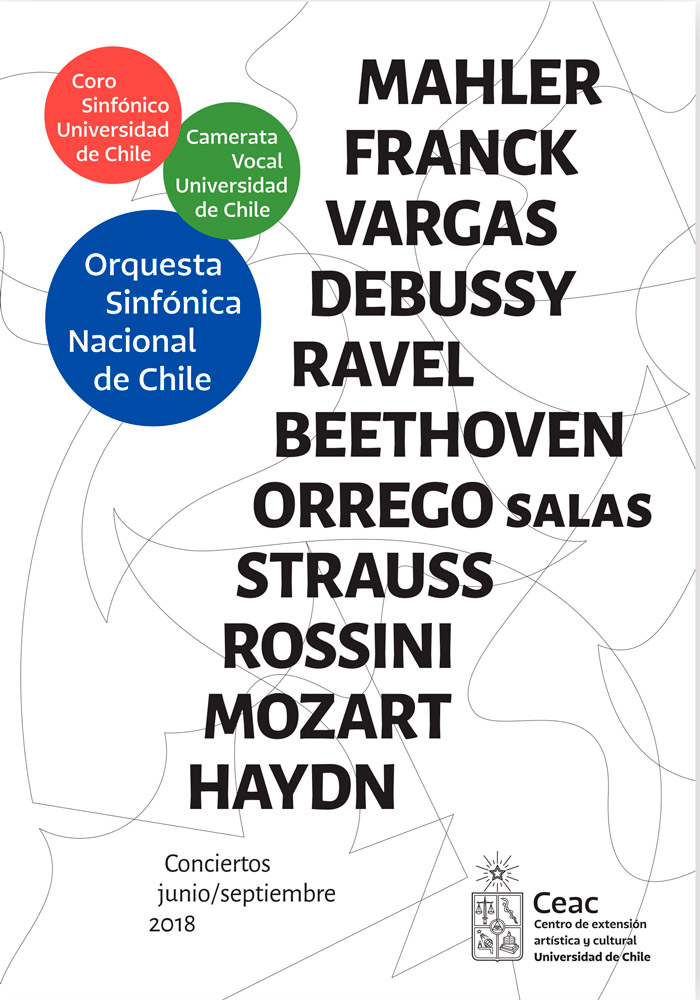 Coro
Sinfónico
Universidad
de Chile
Camerata
Vocal
Universidad
de Chile
Orquesta
Sinfónica
Nacional
de Chile
MAHLER
FRANCK
VARGAS
DEBUSSY
RAVEL
BEETHOVEN
ORREGO SALAS
STRAUSS
ROSSINI
MOZART
HAYDN
Conciertos
junio/septiembre
2018
Ceac
Centro de extensión
artística y cultural
Universidad de Chile